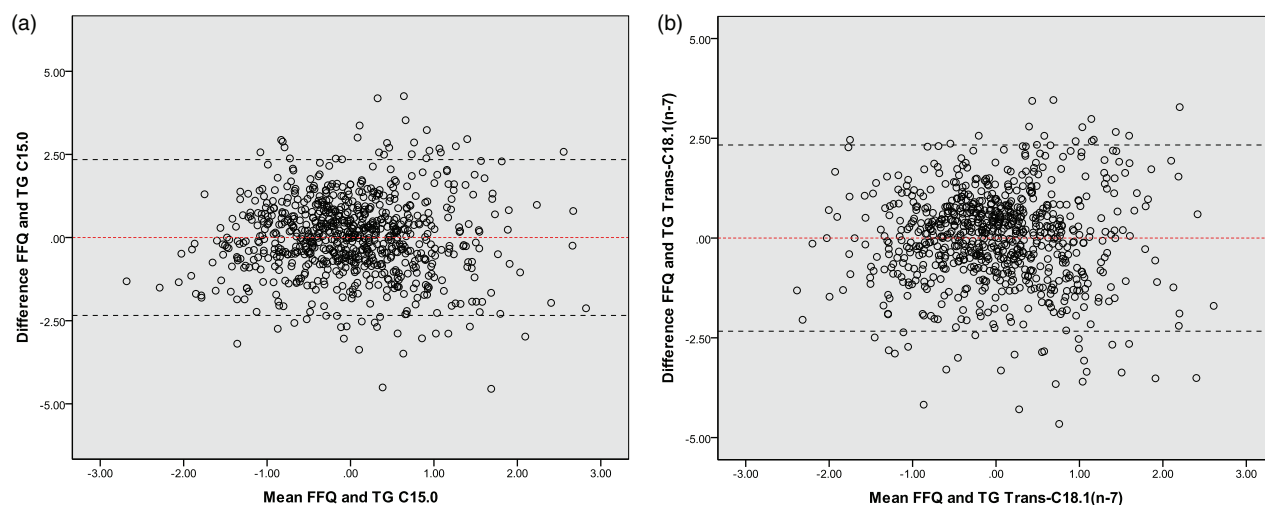 (a)
5.00
2.50
.00
-2.50
-5.00
Difference FFQ and TG C15.0
-3.00 -2.00 -1.00 .00 1.00 2.00 3.00
Mean FFQ and TG C15.0
(b)
5.00
2.50
.00
-2.50
-5.00
Difference FFQ and TG Trans-C18.1(n-7)
-3.00 -2.00 -1.00 .00 1.00 2.00 3.00
Mean FFQ and TG Trans-C18.1(n-7)